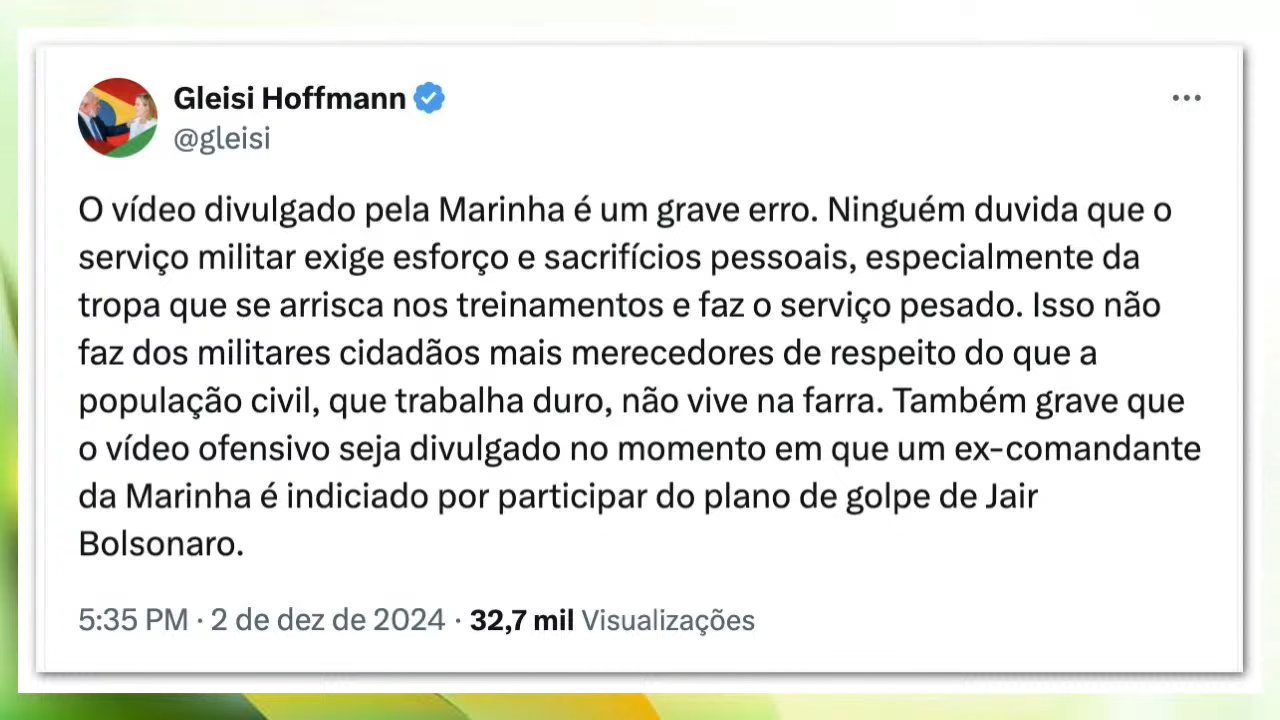 Gleisi Hoffmann
@gleisi
O vídeo divulgado pela Marinha é um grave erro. Ninguém duvida que o
serviço militar exige esforço e sacrifícios pessoais, especialmente da
tropa que se arrisca nos treinamentos e faz o serviço pesado. Isso não
faz dos militares cidadãos mais merecedores de respeito do que a
população civil, que trabalha duro, não vive na farra. Também grave que
o vídeo ofensivo seja divulgado no momento em que um ex-comandante
da Marinha é indiciado por participar do plano de golpe de Jair
Bolsonaro.
5:35 PM · 2 de dez de 2024 · 32,7 mil Visualizações